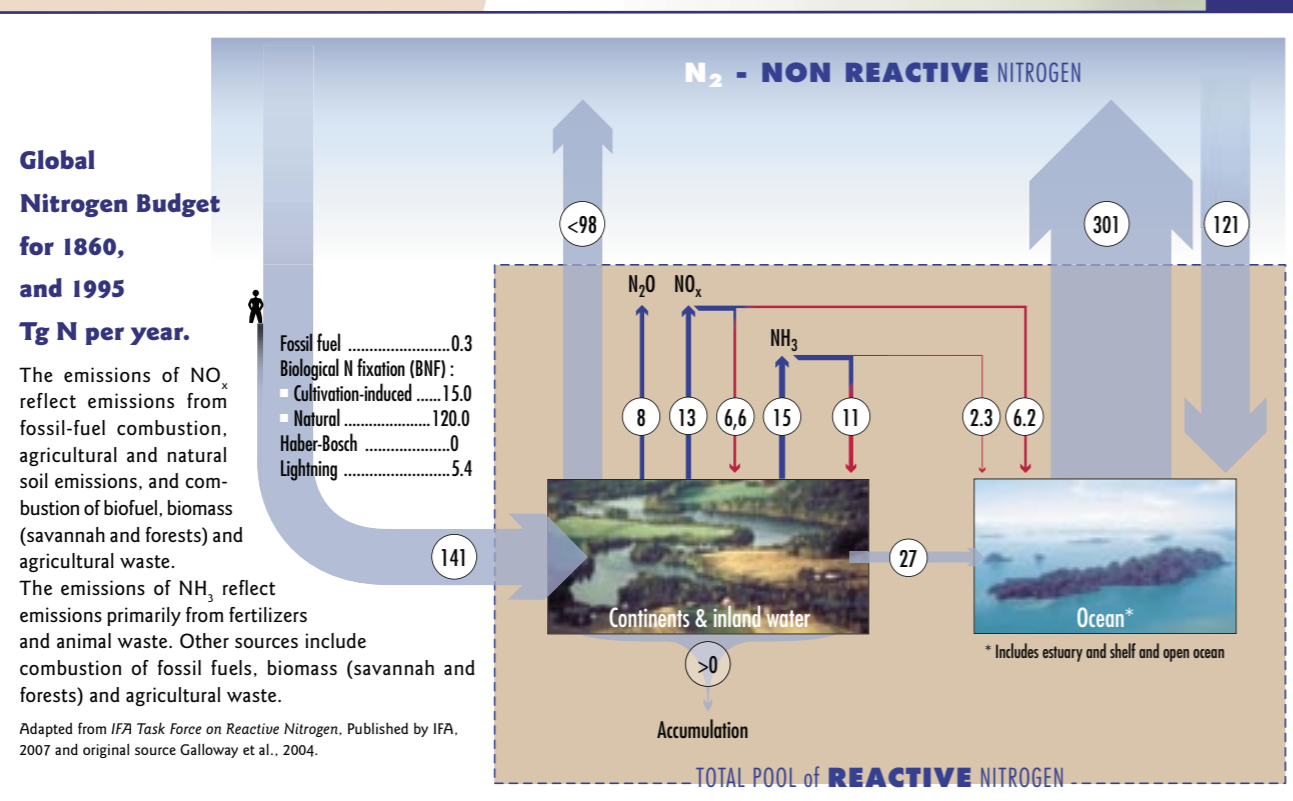 N₂ - NON REACTIVE NITROGEN
Global
Nitrogen Budget
for 1860,
and 1995
Tg N per year.
The emissions of NOₓ
reflect emissions from
fossil-fuel combustion,
agricultural and natural
soil emissions, and com-
bustion of biofuel, biomass
(savannah and forests) and
agricultural waste.
The emissions of NH₃ reflect
emissions primarily from fertilizers
and animal waste. Other sources include
combustion of fossil fuels, biomass (savannah and
forests) and agricultural waste.
Adapted from IFA Task Force on Reactive Nitrogen, Published by IFA,
2007 and original source Galloway et al., 2004.
Fossil fuel ........................0.3
Biological N fixation (BNF) :
Cultivation-induced ......15.0
Natural ....................120.0
Haber-Bosch ....................0
Lightning .........................5.4
<98
301
121
N₂O NOₓ
NH₃
8
13
6,6
15
11
2.3
6.2
141
27
Continents & inland water
Ocean*
* Includes estuary and shelf and open ocean
>0
Accumulation
TOTAL POOL of REACTIVE NITROGEN